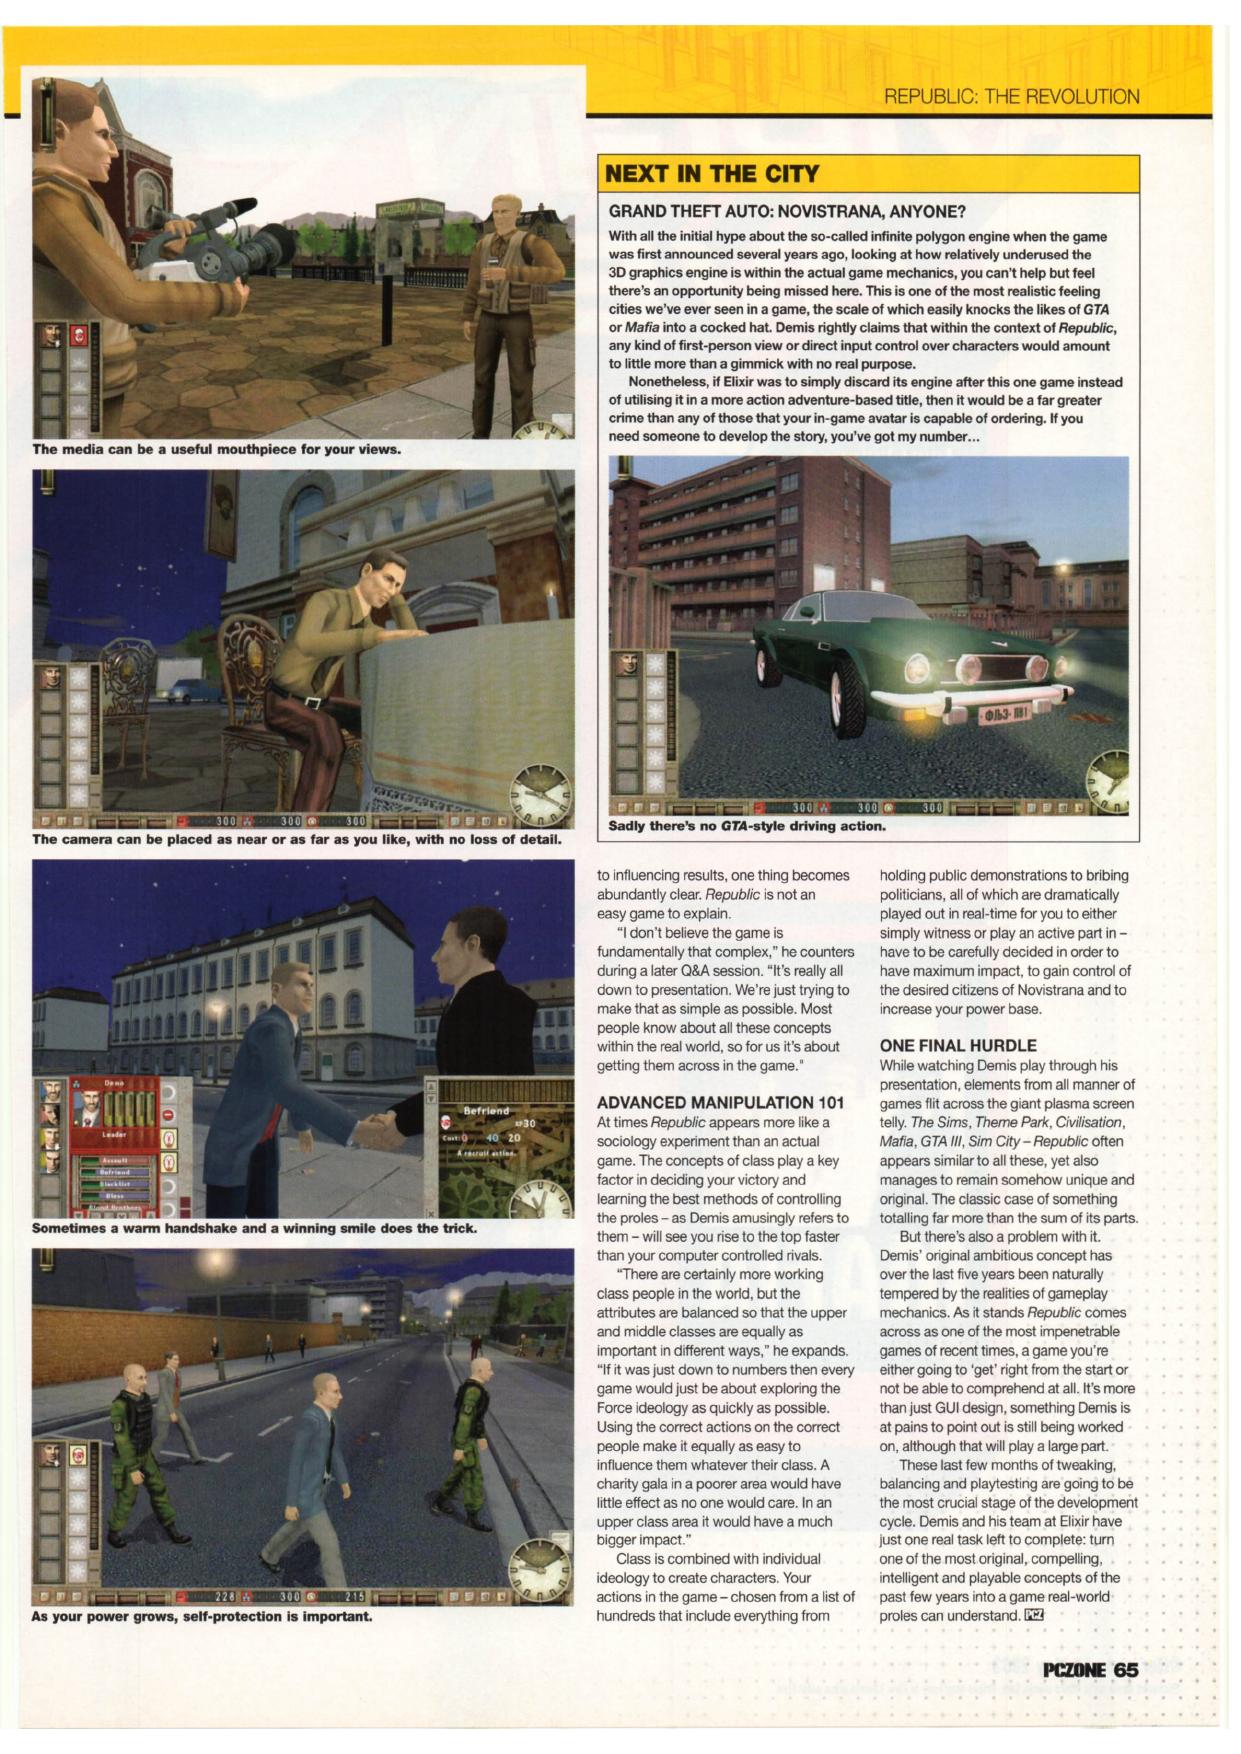 REPUBLIC: THE REVOLUTION
The media can be a useful mouthpiece for your views.
300 300 300
The camera can be placed as near or as far as you like, with no loss of detail.
Demo
Leader
Assault
Befriend
Blacklist
Bless
Blood Brothers
Befriend
30
Cost: 0 40 20
A recruit action.
Sometimes a warm handshake and a winning smile does the trick.
228 300 215
As your power grows, self-protection is important.
NEXT IN THE CITY
GRAND THEFT AUTO: NOVISTRANA, ANYONE?
With all the initial hype about the so-called infinite polygon engine when the game
was first announced several years ago, looking at how relatively underused the
3D graphics engine is within the actual game mechanics, you can't help but feel
there's an opportunity being missed here. This is one of the most realistic feeling
cities we've ever seen in a game, the scale of which easily knocks the likes of GTA
or Mafia into a cocked hat. Demis rightly claims that within the context of Republic,
any kind of first-person view or direct input control over characters would amount
to little more than a gimmick with no real purpose.
Nonetheless, if Elixir was to simply discard its engine after this one game instead
of utilising it in a more action adventure-based title, then it would be a far greater
crime than any of those that your in-game avatar is capable of ordering. If you
need someone to develop the story, you've got my number...
300 300 300
Sadly there's no GTA-style driving action.
to influencing results, one thing becomes
abundantly clear. Republic is not an
easy game to explain.
"I don't believe the game is
fundamentally that complex," he counters
during a later Q&A session. "It's really all
down to presentation. We're just trying to
make that as simple as possible. Most
people know about all these concepts
within the real world, so for us it's about
getting them across in the game."
ADVANCED MANIPULATION 101
At times Republic appears more like a
sociology experiment than an actual
game. The concepts of class play a key
factor in deciding your victory and
learning the best methods of controlling
the proles – as Demis amusingly refers to
them – will see you rise to the top faster
than your computer controlled rivals.
"There are certainly more working
class people in the world, but the
attributes are balanced so that the upper
and middle classes are equally as
important in different ways," he expands.
"If it was just down to numbers then every
game would just be about exploring the
Force ideology as quickly as possible.
Using the correct actions on the correct
people make it equally as easy to
influence them whatever their class. A
charity gala in a poorer area would have
little effect as no one would care. In an
upper class area it would have a much
bigger impact."
Class is combined with individual
ideology to create characters. Your
actions in the game – chosen from a list of
hundreds that include everything from
holding public demonstrations to bribing
politicians, all of which are dramatically
played out in real-time for you to either
simply witness or play an active part in –
have to be carefully decided in order to
have maximum impact, to gain control of
the desired citizens of Novistrana and to
increase your power base.
ONE FINAL HURDLE
While watching Demis play through his
presentation, elements from all manner of
games flit across the giant plasma screen
telly. The Sims, Theme Park, Civilisation,
Mafia, GTA III, Sim City – Republic often
appears similar to all these, yet also
manages to remain somehow unique and
original. The classic case of something
totalling far more than the sum of its parts.
But there's also a problem with it.
Demis' original ambitious concept has
over the last five years been naturally
tempered by the realities of gameplay
mechanics. As it stands Republic comes
across as one of the most impenetrable
games of recent times, a game you're
either going to 'get' right from the start or
not be able to comprehend at all. It's more
than just GUI design, something Demis is
at pains to point out is still being worked
on, although that will play a large part.
These last few months of tweaking,
balancing and playtesting are going to be
the most crucial stage of the development
cycle. Demis and his team at Elixir have
just one real task left to complete: turn
one of the most original, compelling,
intelligent and playable concepts of the
past few years into a game real-world
proles can understand. PCZ
PCZONE 65